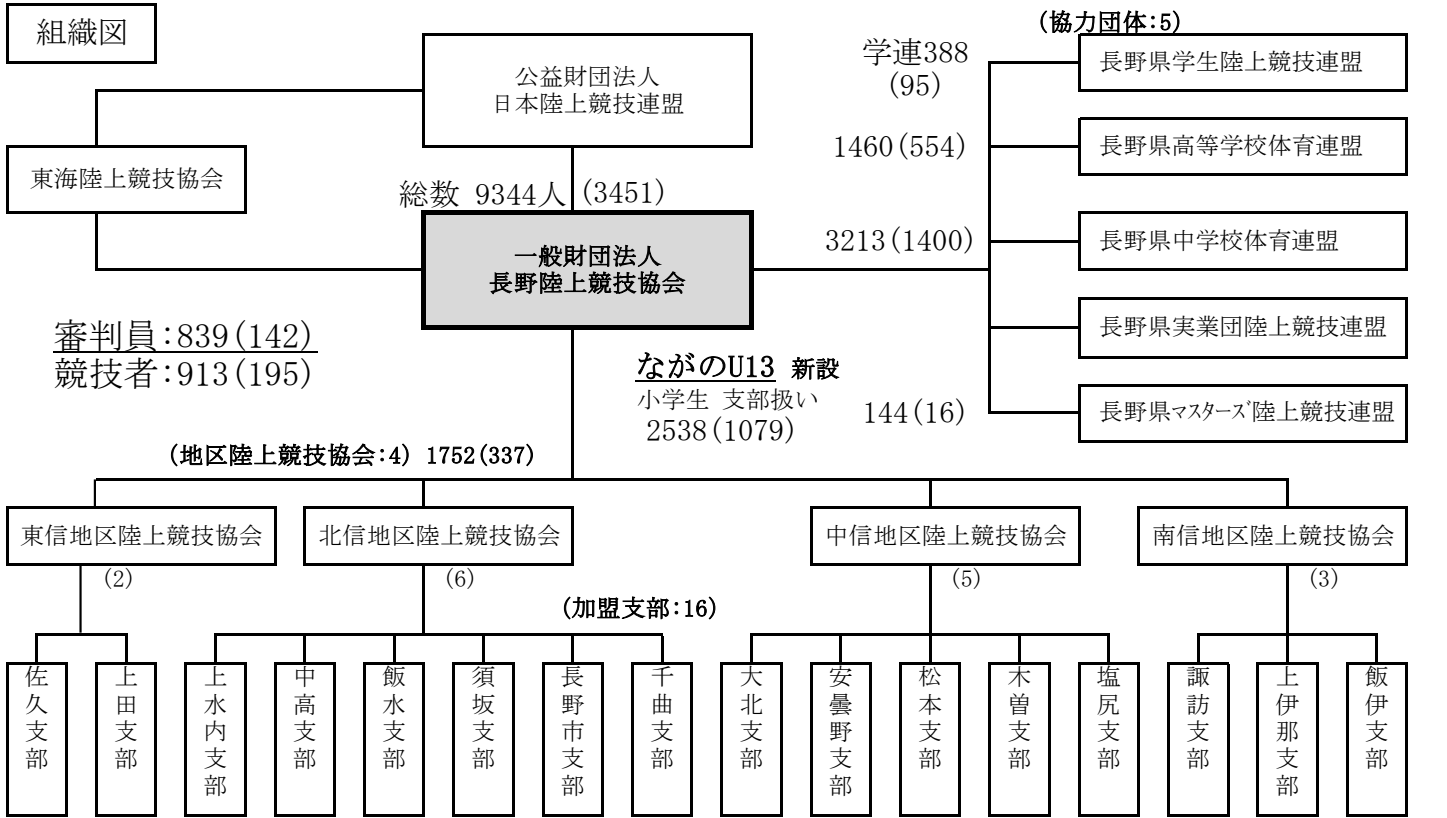 組織図
(協力団体:5)
公益財団法人
日本陸上競技連盟
学連388
(95)
長野県学生陸上競技連盟
1460(554)
長野県高等学校体育連盟
東海陸上競技協会
総数 9344人 (3451)
一般財団法人
長野陸上競技協会
3213(1400)
長野県中学校体育連盟
審判員:839(142)
競技者:913(195)
長野県実業団陸上競技連盟
ながのU13 新設
小学生 支部扱い
2538(1079)
144(16)
長野県マスターズ陸上競技連盟
(地区陸上競技協会:4) 1752(337)
東信地区陸上競技協会
北信地区陸上競技協会
中信地区陸上競技協会
南信地区陸上競技協会
(2)
(6)
(5)
(3)
(加盟支部:16)
佐久支部
上田支部
上水内支部
中高支部
飯水支部
須坂支部
長野市支部
千曲支部
大北支部
安曇野支部
松本支部
木曽支部
塩尻支部
諏訪支部
上伊那支部
飯伊支部